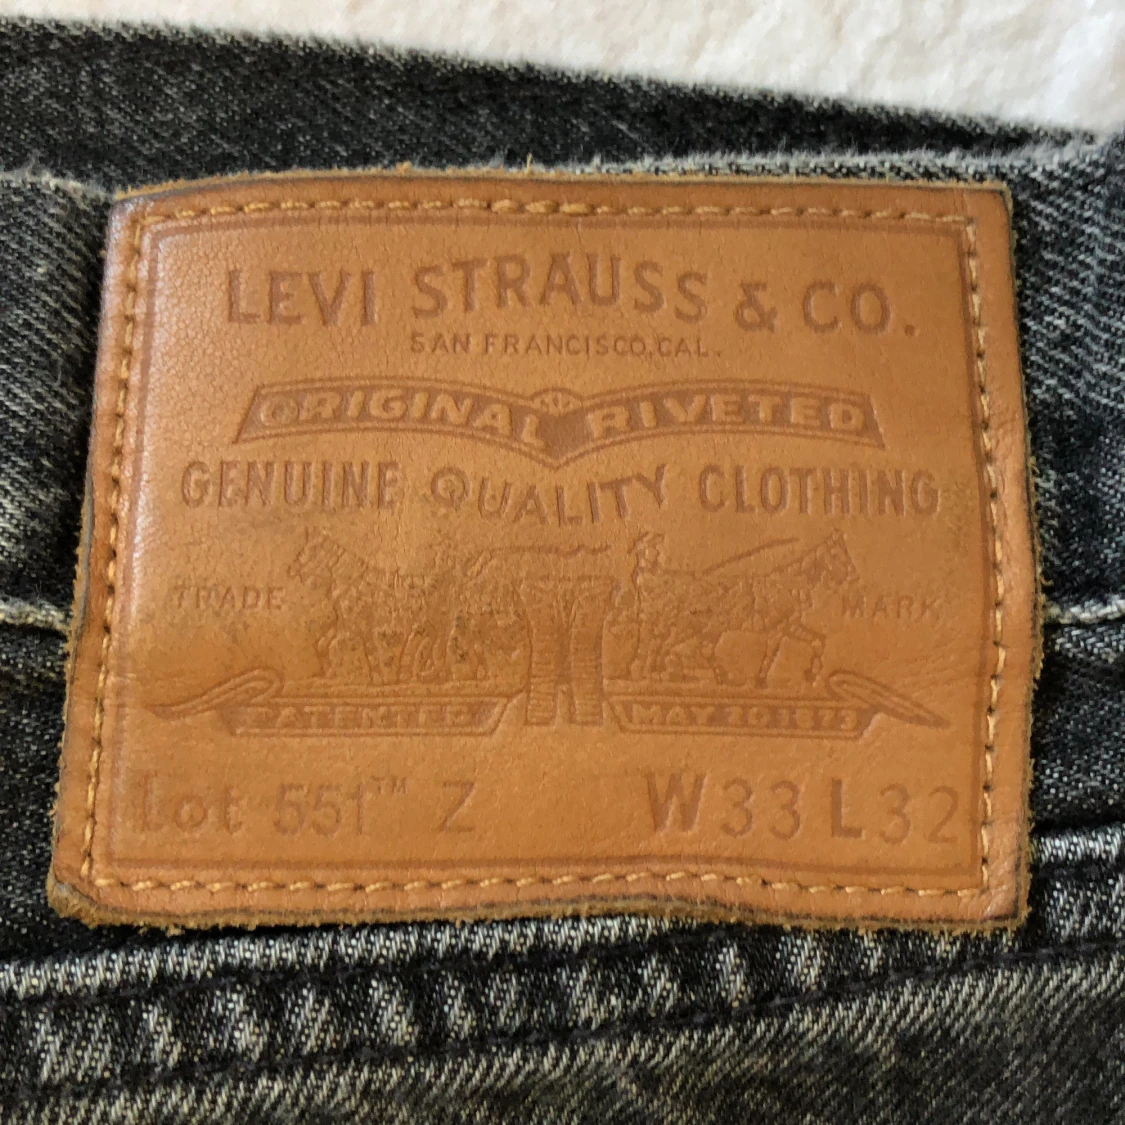 LEVI STRAUSS & CO.
SAN FRANCISCO, CAL.
ORIGINAL RIVETED
GENUINE QUALITY CLOTHING
TRADE MARK
PATENTED MAY 20 1873
Lot 551™ Z W33 L32